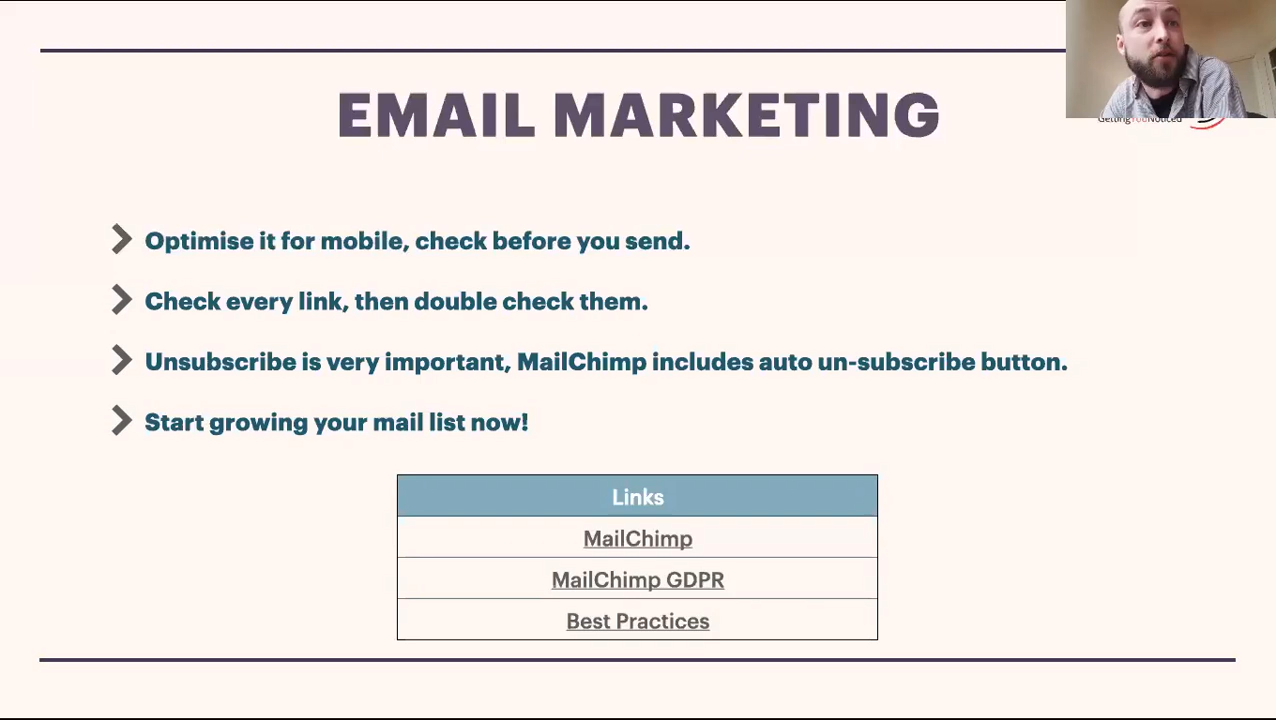 EMAIL MARKETING
GettingYouNoticed
Optimise it for mobile, check before you send.
Check every link, then double check them.
Unsubscribe is very important, MailChimp includes auto un-subscribe button.
Start growing your mail list now!
Links
MailChimp
MailChimp GDPR
Best Practices